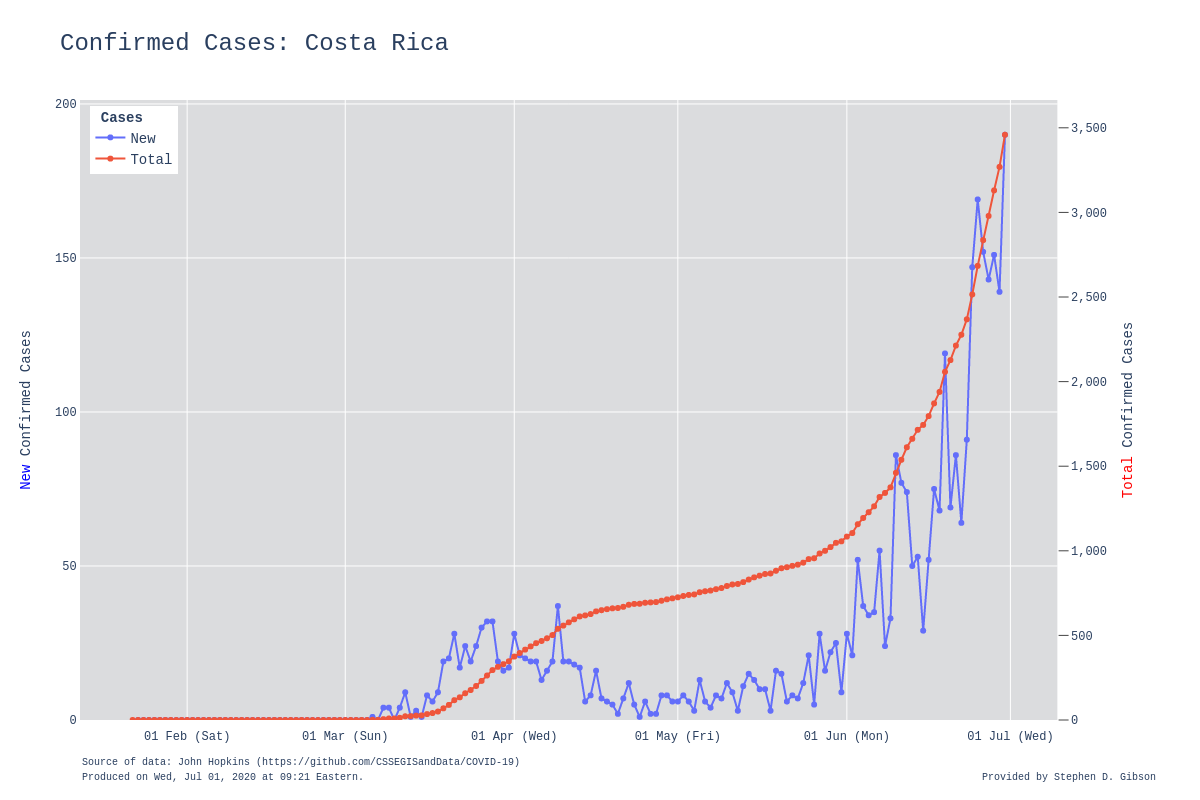 Confirmed Cases: Costa Rica
Cases
New
Total
200
150
100
50
0
3,500
3,000
2,500
2,000
1,500
1,000
500
0
New Confirmed Cases
Total Confirmed Cases
01 Feb (Sat)
01 Mar (Sun)
01 Apr (Wed)
01 May (Fri)
01 Jun (Mon)
01 Jul (Wed)
Source of data: John Hopkins (https://github.com/CSSEGISandData/COVID-19)
Produced on Wed, Jul 01, 2020 at 09:21 Eastern.
Provided by Stephen D. Gibson